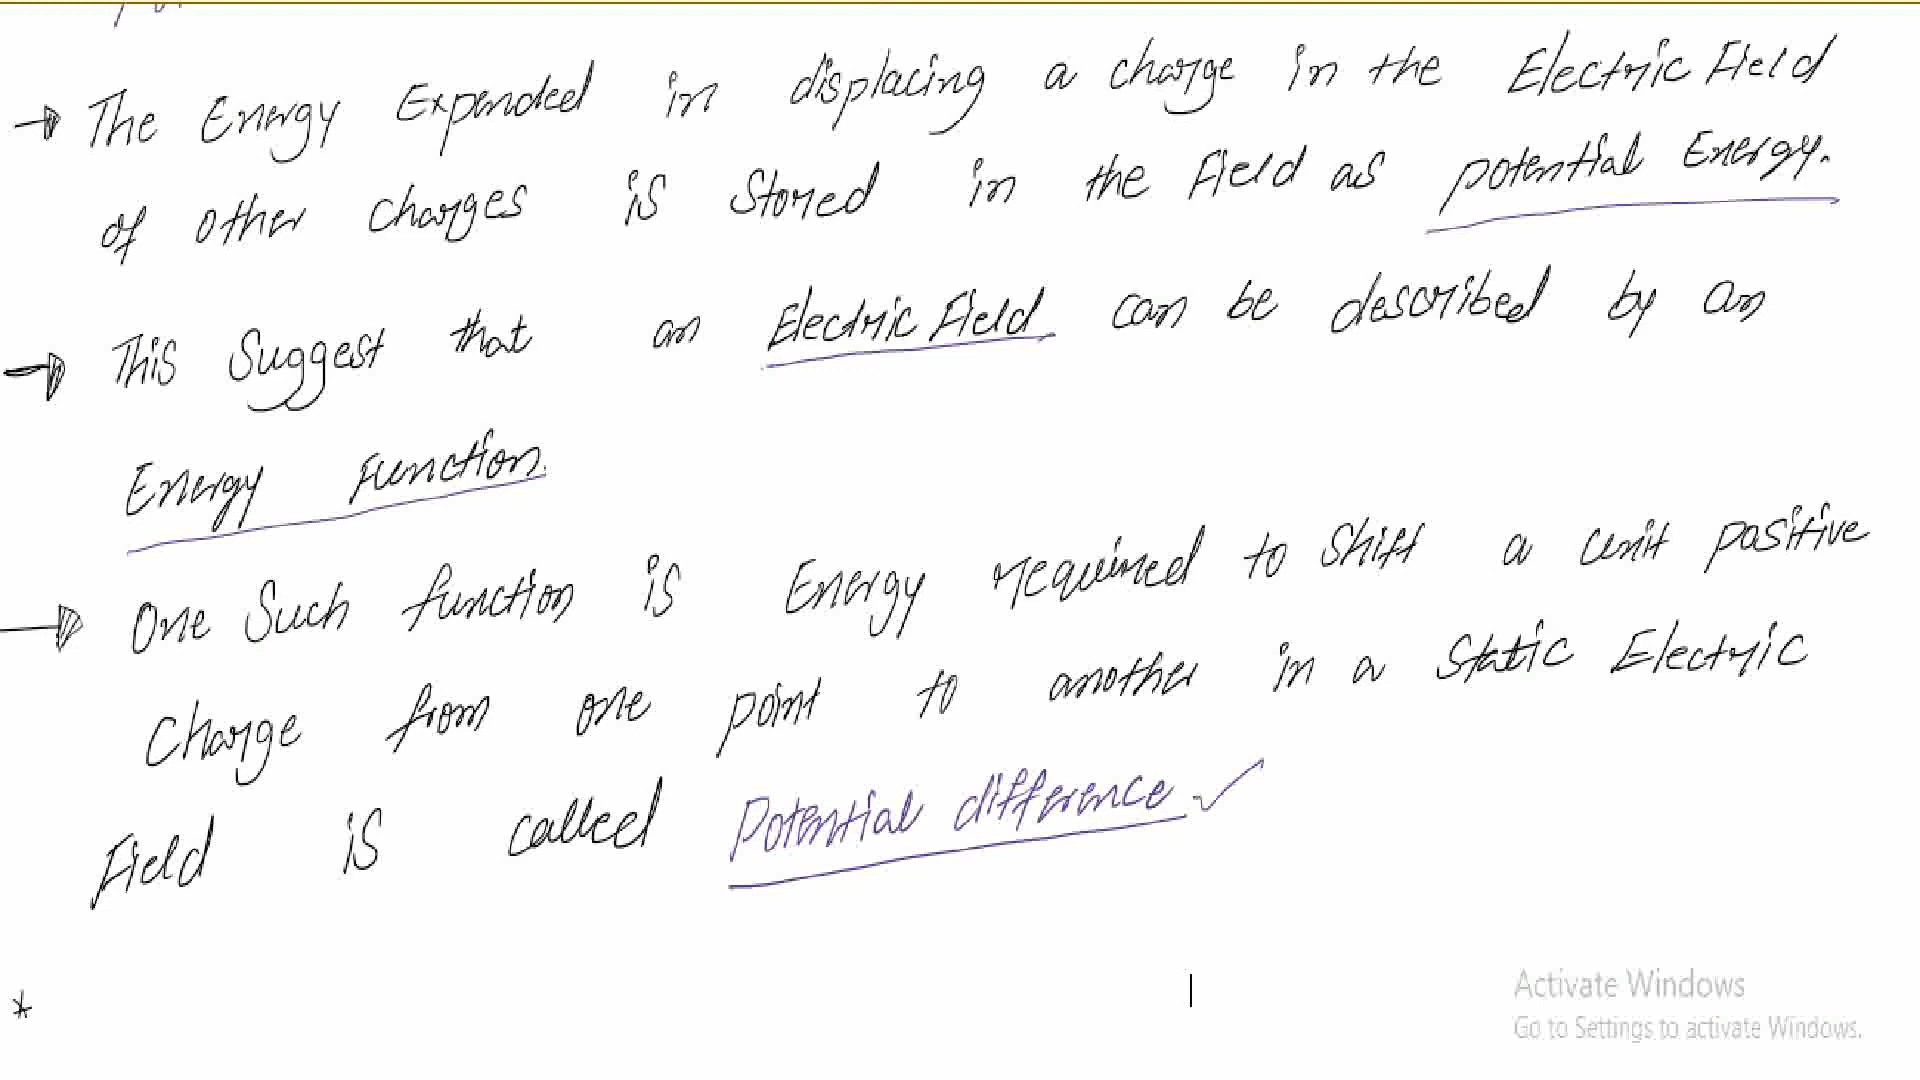 → The Energy Expended in displacing a charge in the Electric Field
of other charges is stored in the Field as potential Energy.
→ This suggest that an Electric Field can be described by an
Energy Function.
→ One Such function is Energy required to shift a unit positive
Charge from one point to another in a static Electric
Field is called Potential difference ✓
*
Activate Windows
Go to Settings to activate Windows.